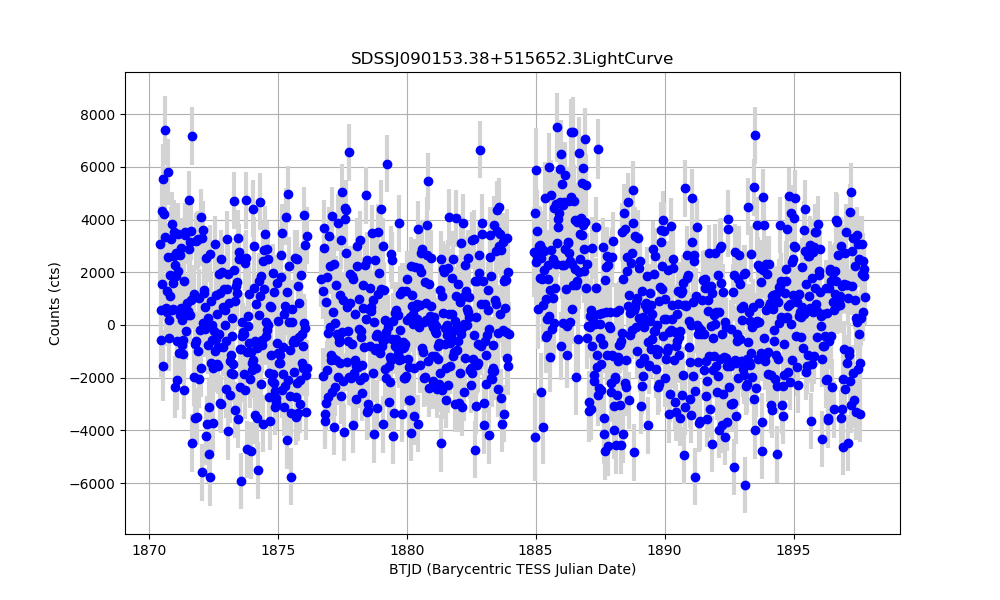 SDSSJ090153.38+515652.3LightCurve
8000
6000
4000
2000
0
−2000
−4000
−6000
Counts (cts)
1870 1875 1880 1885 1890 1895
BTJD (Barycentric TESS Julian Date)